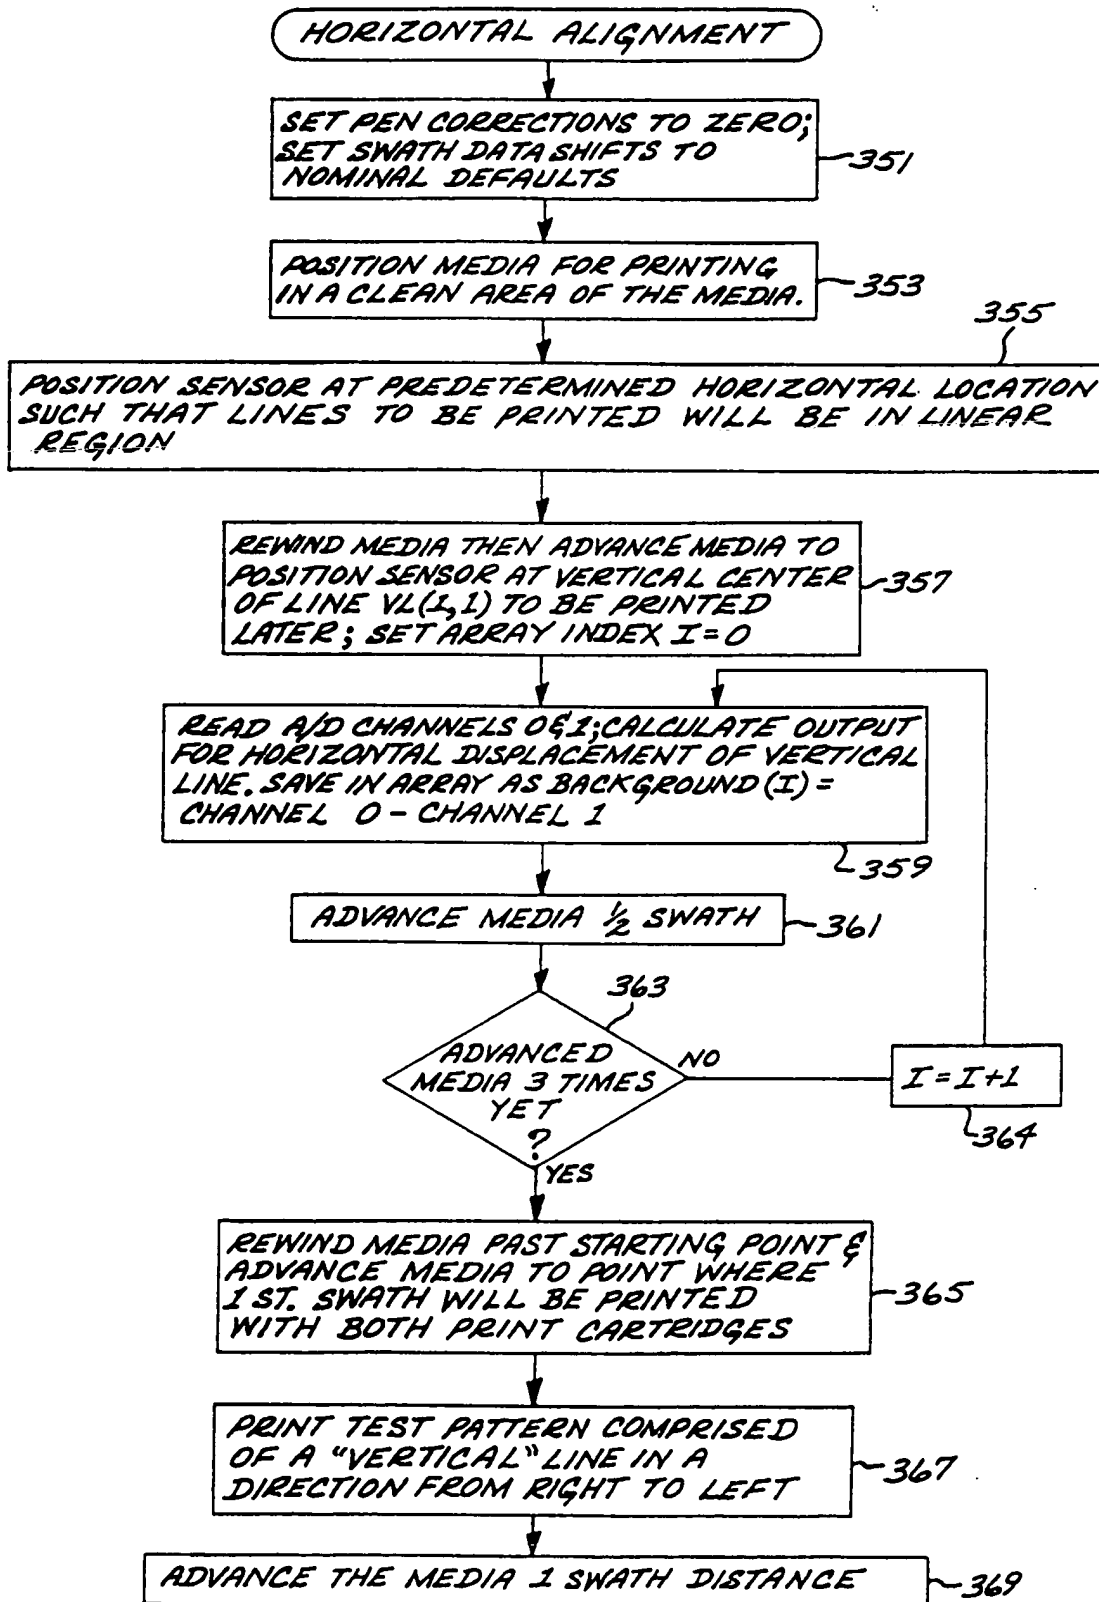 HORIZONTAL ALIGNMENT
SET PEN CORRECTIONS TO ZERO;
SET SWATH DATA SHIFTS TO
NOMINAL DEFAULTS
351
POSITION MEDIA FOR PRINTING
IN A CLEAN AREA OF THE MEDIA.
353
355
POSITION SENSOR AT PREDETERMINED HORIZONTAL LOCATION
SUCH THAT LINES TO BE PRINTED WILL BE IN LINEAR
REGION
REWIND MEDIA THEN ADVANCE MEDIA TO
POSITION SENSOR AT VERTICAL CENTER
OF LINE VL(1,1) TO BE PRINTED
LATER; SET ARRAY INDEX I=0
357
READ A/D CHANNELS 0&1; CALCULATE OUTPUT
FOR HORIZONTAL DISPLACEMENT OF VERTICAL
LINE. SAVE IN ARRAY AS BACKGROUND (I) =
CHANNEL 0 - CHANNEL 1
359
ADVANCE MEDIA 1/2 SWATH
361
363
ADVANCED
MEDIA 3 TIMES
YET
?
NO
I=I+1
364
YES
REWIND MEDIA PAST STARTING POINT &
ADVANCE MEDIA TO POINT WHERE
1 ST. SWATH WILL BE PRINTED
WITH BOTH PRINT CARTRIDGES
365
PRINT TEST PATTERN COMPRISED
OF A "VERTICAL" LINE IN A
DIRECTION FROM RIGHT TO LEFT
367
ADVANCE THE MEDIA 1 SWATH DISTANCE
369